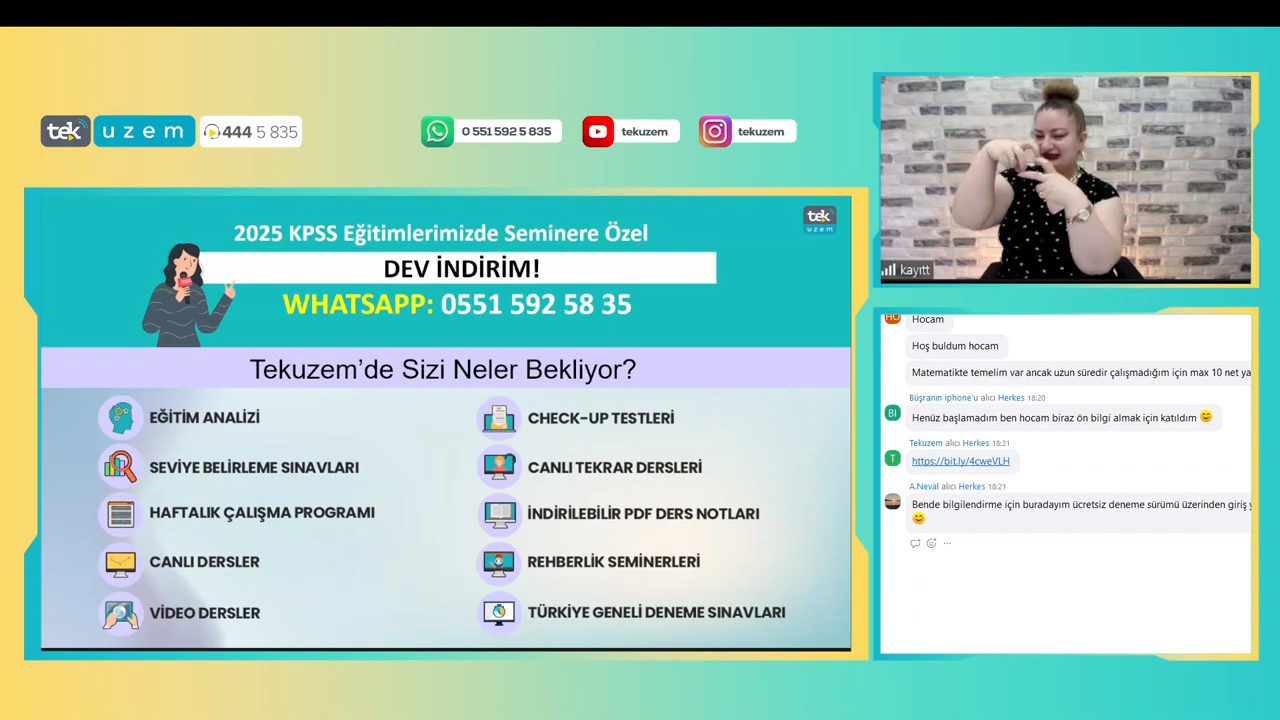 tek uzem 444 5 835
0 551 592 5 835
tekuzem
tekuzem
2025 KPSS Eğitimlerimizde Seminere Özel
tek
uzem
DEV İNDİRİM!
WHATSAPP: 0551 592 58 35
Tekuzem’de Sizi Neler Bekliyor?
EĞİTİM ANALİZİ
SEVİYE BELİRLEME SINAVLARI
HAFTALIK ÇALIŞMA PROGRAMI
CANLI DERSLER
VİDEO DERSLER
CHECK-UP TESTLERİ
CANLI TEKRAR DERSLERİ
İNDİRİLEBİLİR PDF DERS NOTLARI
REHBERLİK SEMİNERLERİ
TÜRKİYE GENELİ DENEME SINAVLARI
kayıtt
HO
Hocam
Hoş buldum hocam
Matematikte temelim var ancak uzun süredir çalışmadığım için max 10 net ya
Büşranın iphone'u alıcı Herkes 18:20
BI
Henüz başlamadım ben hocam biraz ön bilgi almak için katıldım 😊
Tekuzem alıcı Herkes 18:21
T
https://bit.ly/4cweVLH
A.Neval alıcı Herkes 18:21
Bende bilgilendirme için buradayım ücretsiz deneme sürümü üzerinden giriş y
😊